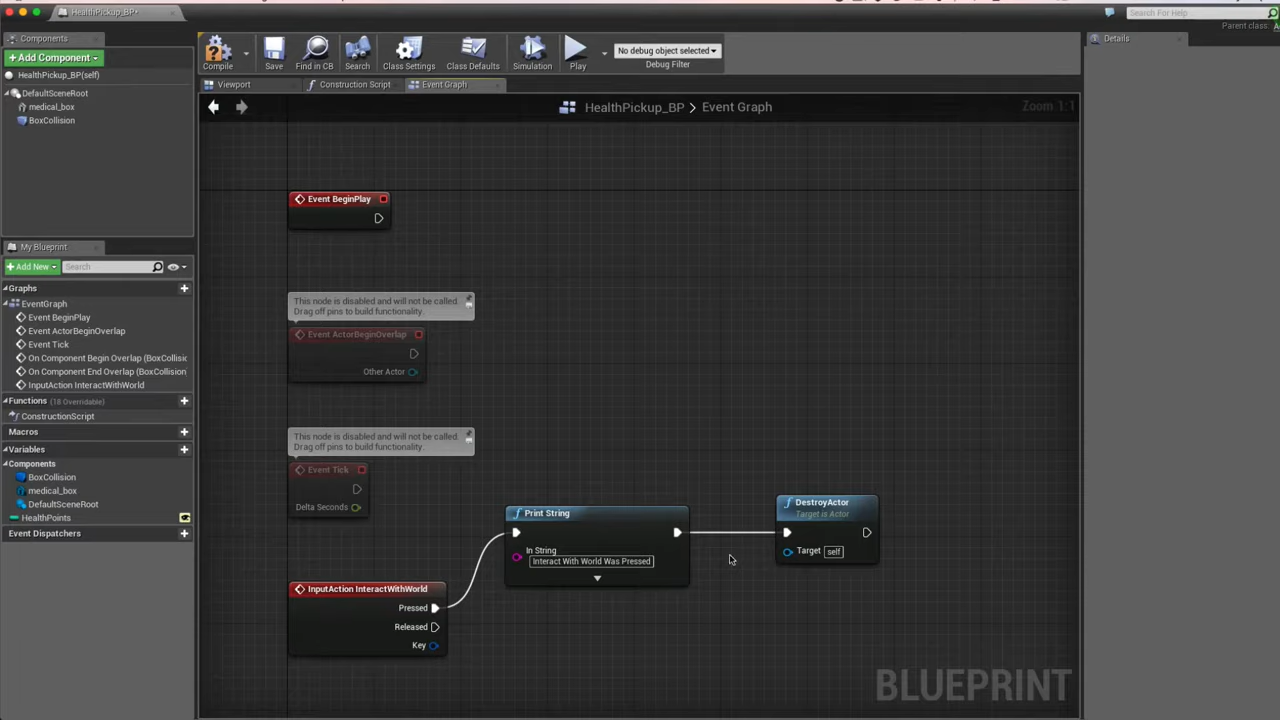 HealthPickup_BP*
Search For Help
Parent class:
Components
Add Component
HealthPickup_BP(self)
DefaultSceneRoot
medical_box
BoxCollision
My Blueprint
Add New
Search
Graphs
EventGraph
Event BeginPlay
Event ActorBeginOverlap
Event Tick
On Component Begin Overlap (BoxCollisio
On Component End Overlap (BoxCollision
InputAction InteractWithWorld
Functions (18 Overridable)
ConstructionScript
Macros
Variables
Components
BoxCollision
medical_box
DefaultSceneRoot
HealthPoints
Event Dispatchers
Compile
Save
Find in CB
Search
Class Settings
Class Defaults
Simulation
Play
No debug object selected
Debug Filter
Viewport
Construction Script
Event Graph
HealthPickup_BP > Event Graph
Zoom 1:1
Event BeginPlay
This node is disabled and will not be called.
Drag off pins to build functionality.
Event ActorBeginOverlap
Other Actor
This node is disabled and will not be called.
Drag off pins to build functionality.
Event Tick
Delta Seconds
Print String
In String
Interact With World Was Pressed
DestroyActor
Target is Actor
Target self
InputAction InteractWithWorld
Pressed
Released
Key
BLUEPRINT
Details